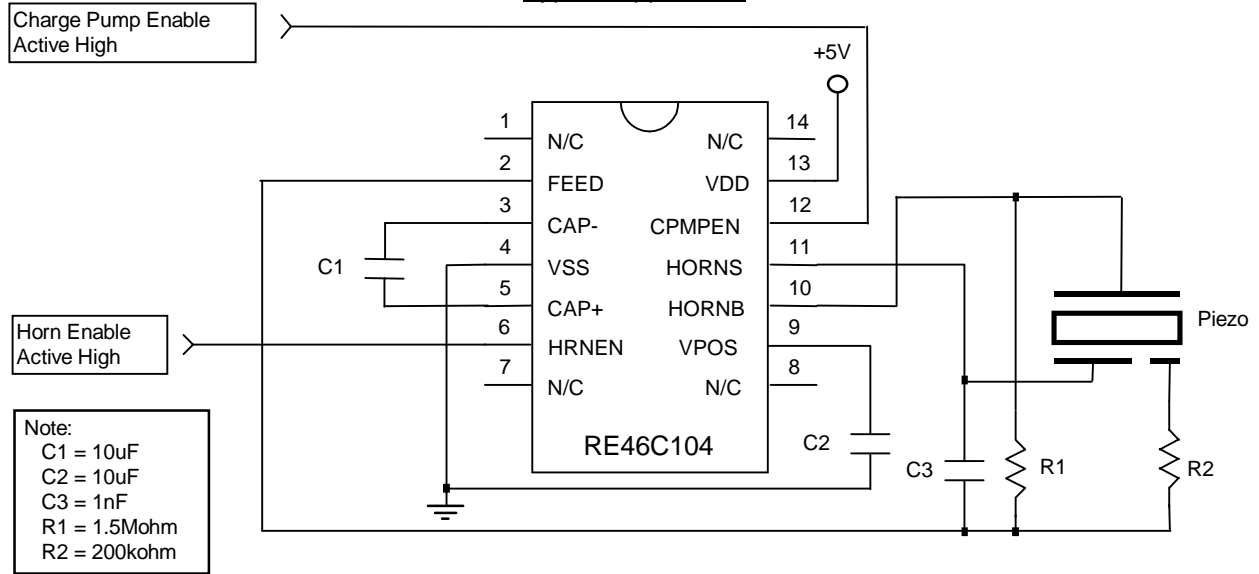 Charge Pump Enable
Active High
+5V
1
N/C
N/C
14
2
FEED
VDD
13
3
CAP-
CPMPEN
12
4
VSS
HORNS
11
5
CAP+
HORNB
10
6
HRNEN
VPOS
9
7
N/C
N/C
8
RE46C104
C1
Horn Enable
Active High
Piezo
C2
C3
R1
R2
Note:
C1 = 10uF
C2 = 10uF
C3 = 1nF
R1 = 1.5Mohm
R2 = 200kohm